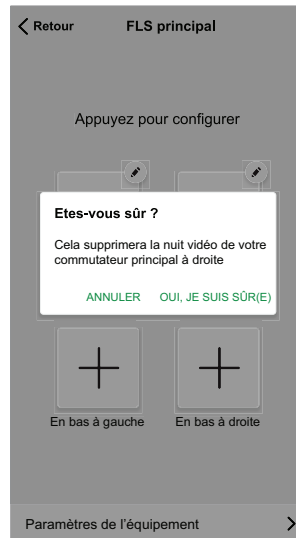 Retour FLS principal
Appuyez pour configurer
Etes-vous sûr ?
Cela supprimera la nuit vidéo de votre
commutateur principal à droite
ANNULER OUI, JE SUIS SÛR(E)
En bas à gauche En bas à droite
Paramètres de l'équipement